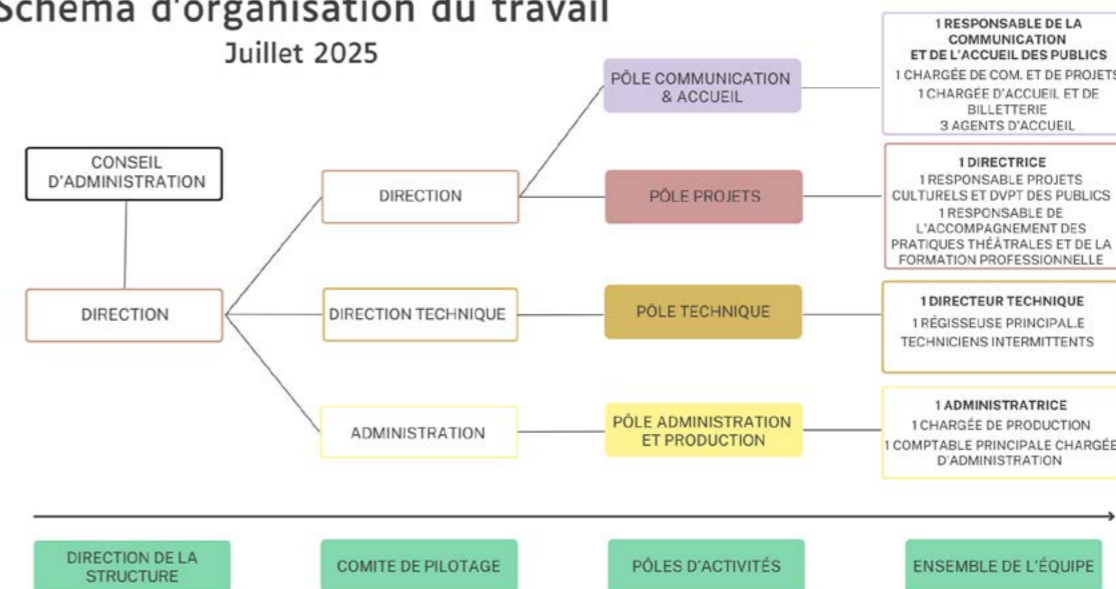 Schéma d'organisation du travail
Juillet 2025
CONSEIL
D'ADMINISTRATION
DIRECTION
DIRECTION
DIRECTION TECHNIQUE
ADMINISTRATION
PÔLE COMMUNICATION
& ACCUEIL
PÔLE PROJETS
PÔLE TECHNIQUE
PÔLE ADMINISTRATION
ET PRODUCTION
1 RESPONSABLE DE LA
COMMUNICATION
ET DE L'ACCUEIL DES PUBLICS
1 CHARGÉE DE COM. ET DE PROJETS
1 CHARGÉE D'ACCUEIL ET DE
BILLETTERIE
3 AGENTS D'ACCUEIL
1 DIRECTRICE
1 RESPONSABLE PROJETS
CULTURELS ET DVPT DES PUBLICS
1 RESPONSABLE DE
L'ACCOMPAGNEMENT DES
PRATIQUES THÉÂTRALES ET DE LA
FORMATION PROFESSIONNELLE
1 DIRECTEUR TECHNIQUE
1 RÉGISSEUSE PRINCIPAL.E
TECHNICIENS INTERMITTENTS
1 ADMINISTRATRICE
1 CHARGÉE DE PRODUCTION
1 COMPTABLE PRINCIPALE CHARGÉE
D'ADMINISTRATION
DIRECTION DE LA
STRUCTURE
COMITE DE PILOTAGE
PÔLES D'ACTIVITÉS
ENSEMBLE DE L'ÉQUIPE